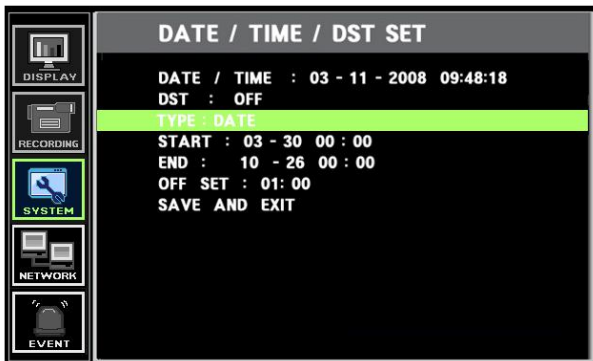 DATE / TIME / DST SET
DISPLAY
RECORDING
SYSTEM
NETWORK
EVENT
DATE / TIME : 03 - 11 - 2008 09:48:18
DST : OFF
TYPE : DATE
START : 03 - 30 00 : 00
END : 10 - 26 00 : 00
OFF SET : 01: 00
SAVE AND EXIT